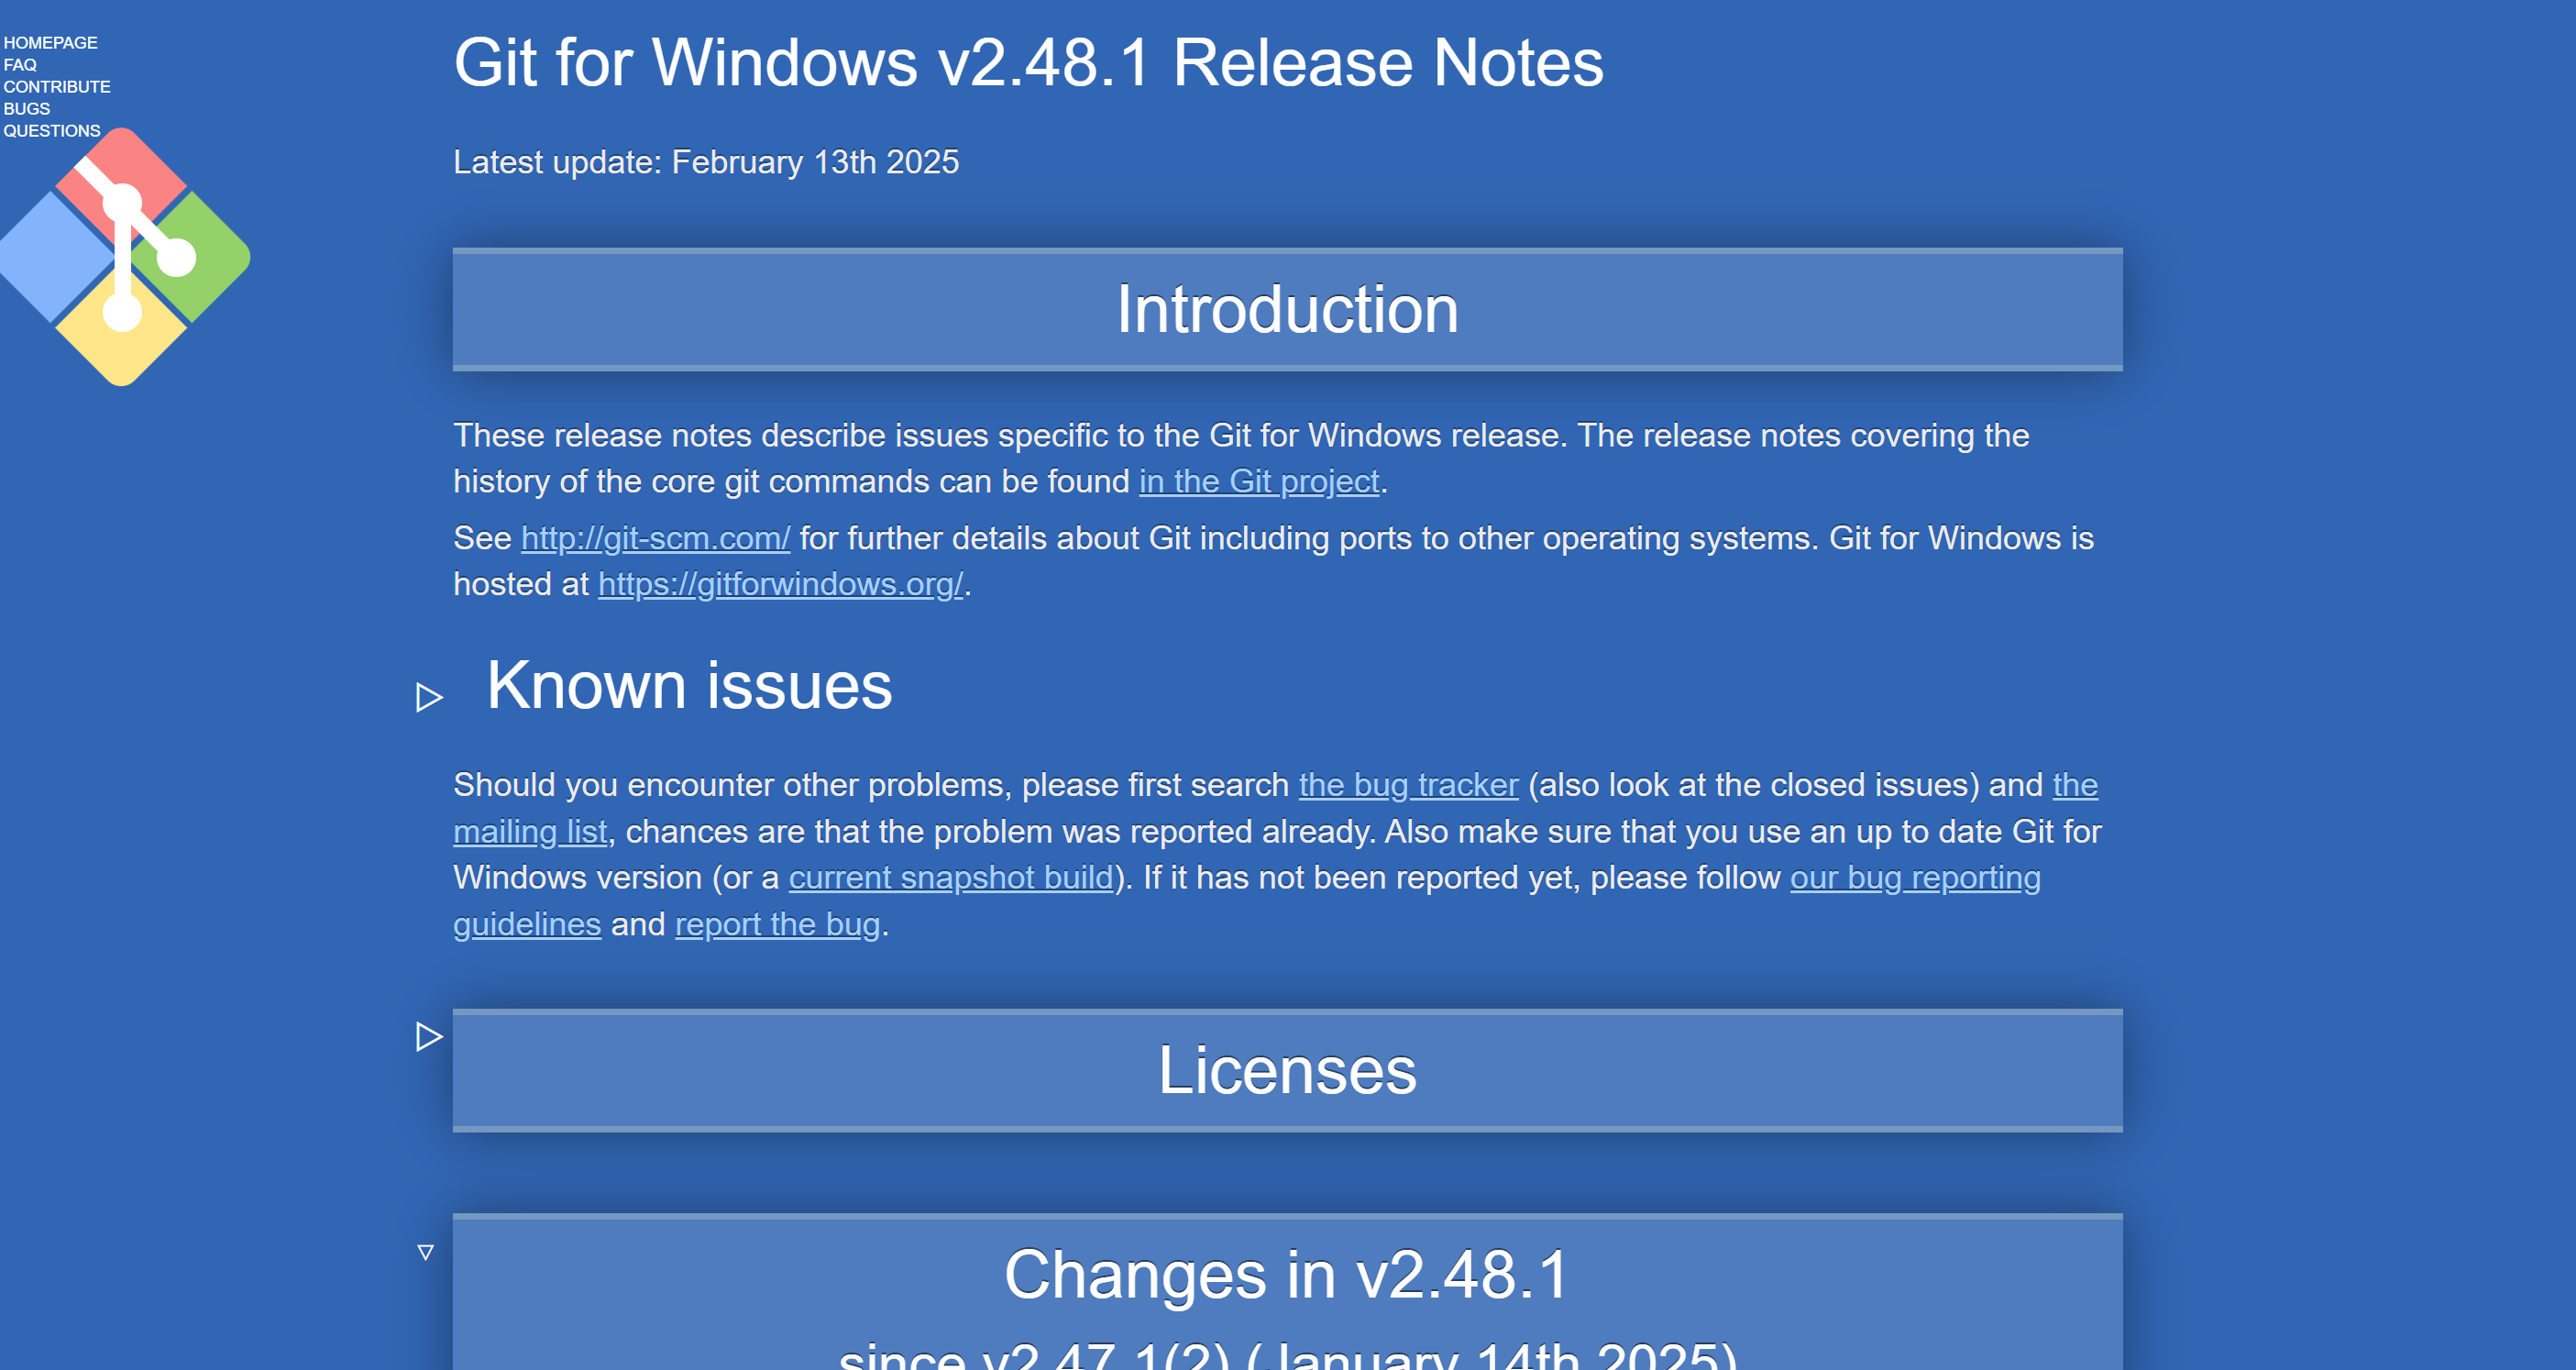 HOMEPAGE
FAQ
CONTRIBUTE
BUGS
QUESTIONS
Git for Windows v2.48.1 Release Notes
Latest update: February 13th 2025
Introduction
These release notes describe issues specific to the Git for Windows release. The release notes covering the
history of the core git commands can be found in the Git project.
See http://git-scm.com/ for further details about Git including ports to other operating systems. Git for Windows is
hosted at https://gitforwindows.org/.
Known issues
Should you encounter other problems, please first search the bug tracker (also look at the closed issues) and the
mailing list, chances are that the problem was reported already. Also make sure that you use an up to date Git for
Windows version (or a current snapshot build). If it has not been reported yet, please follow our bug reporting
guidelines and report the bug.
Licenses
Changes in v2.48.1
since v2.47.1(2) (January 14th 2025)